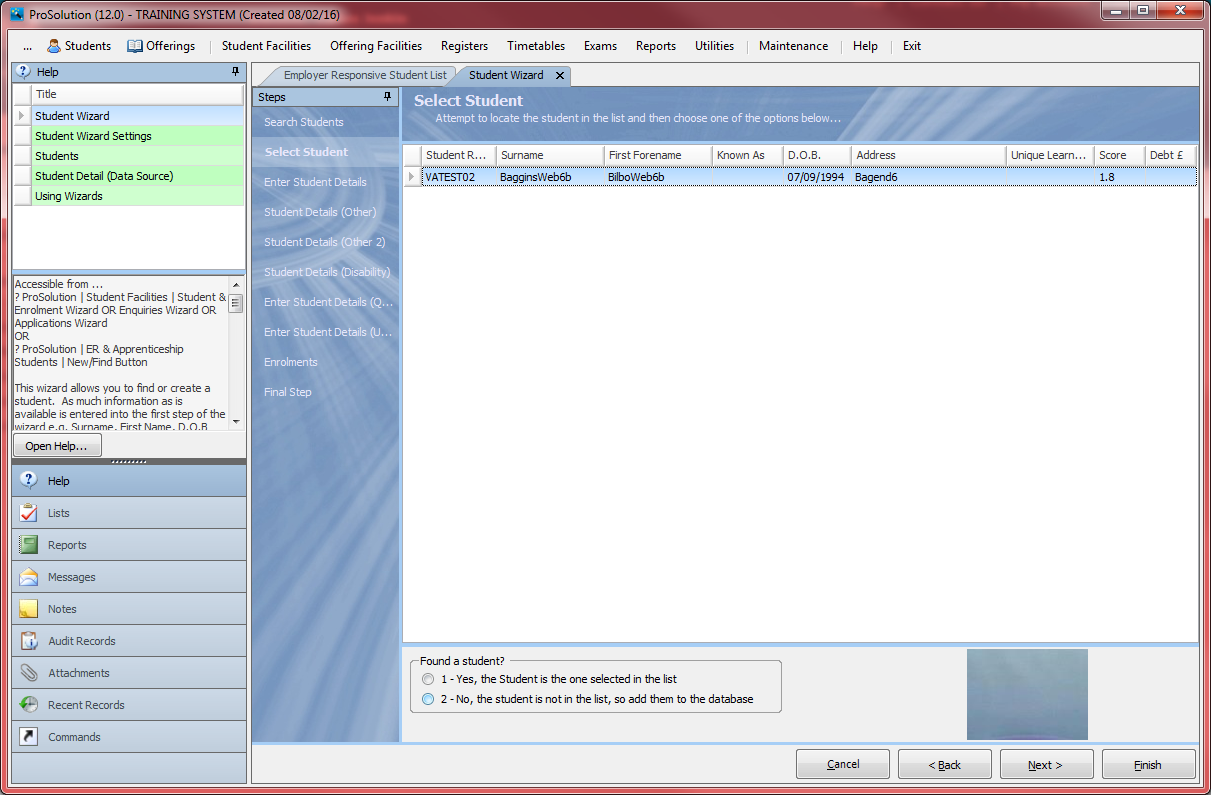 ProSolution (12.0) - TRAINING SYSTEM (Created 08/02/16)
... Students Offerings Student Facilities Offering Facilities Registers Timetables Exams Reports Utilities Maintenance Help Exit
Help
Title
Student Wizard
Student Wizard Settings
Students
Student Detail (Data Source)
Using Wizards
Accessible from ...
? ProSolution | Student Facilities | Student &
Enrolment Wizard OR Enquiries Wizard OR
Applications Wizard
OR
? ProSolution | ER & Apprenticeship
Students | New/Find Button
This wizard allows you to find or create a
student. As much information as is
available is entered into the first step of the
wizard e.g. Surname, First Name, D.O.B
Open Help...
Help
Lists
Reports
Messages
Notes
Audit Records
Attachments
Recent Records
Commands
Employer Responsive Student List
Student Wizard
Steps
Search Students
Select Student
Enter Student Details
Student Details (Other)
Student Details (Other 2)
Student Details (Disability)
Enter Student Details (Q...
Enter Student Details (U...
Enrolments
Final Step
Select Student
Attempt to locate the student in the list and then choose one of the options below...
Student R... Surname First Forename Known As D.O.B. Address Unique Learn... Score Debt £
VATEST02 BagginsWeb6b BilboWeb6b 07/09/1994 Bagend6 1.8
Found a student?
1 - Yes, the Student is the one selected in the list
2 - No, the student is not in the list, so add them to the database
Cancel
< Back
Next >
Finish